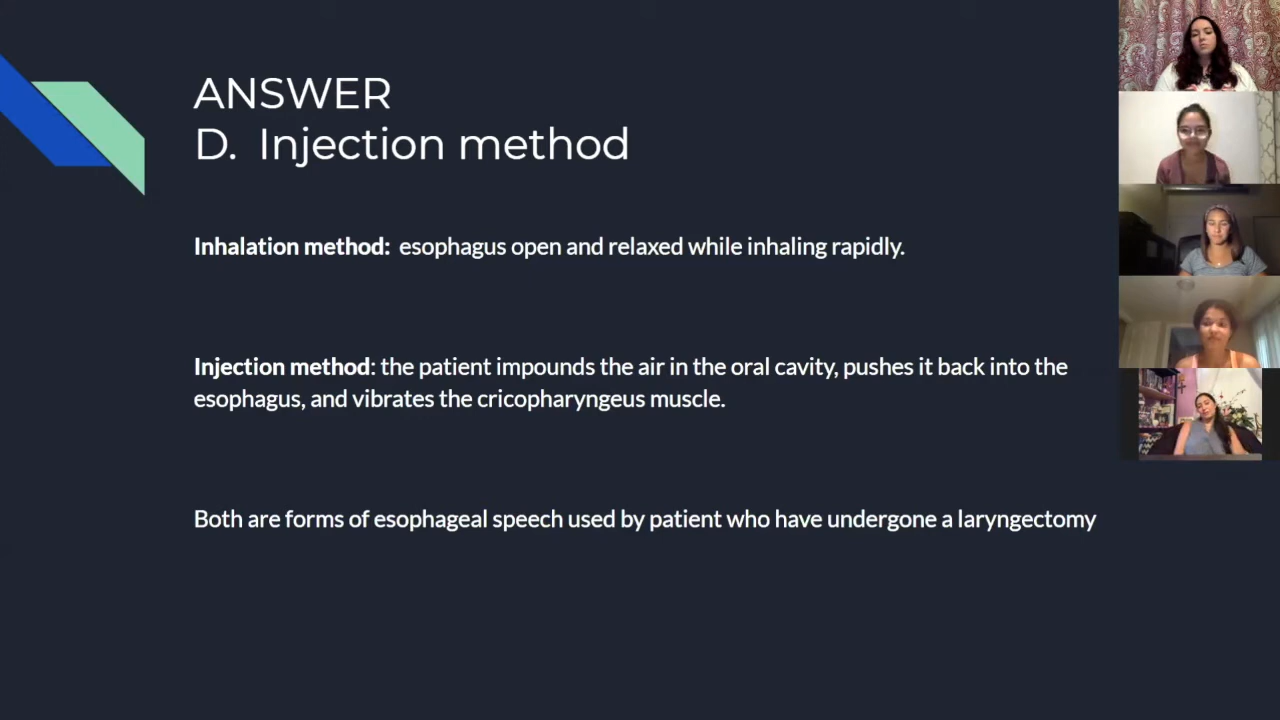 ANSWER
D. Injection method
Inhalation method: esophagus open and relaxed while inhaling rapidly.
Injection method: the patient impounds the air in the oral cavity, pushes it back into the
esophagus, and vibrates the cricopharyngeus muscle.
Both are forms of esophageal speech used by patient who have undergone a laryngectomy